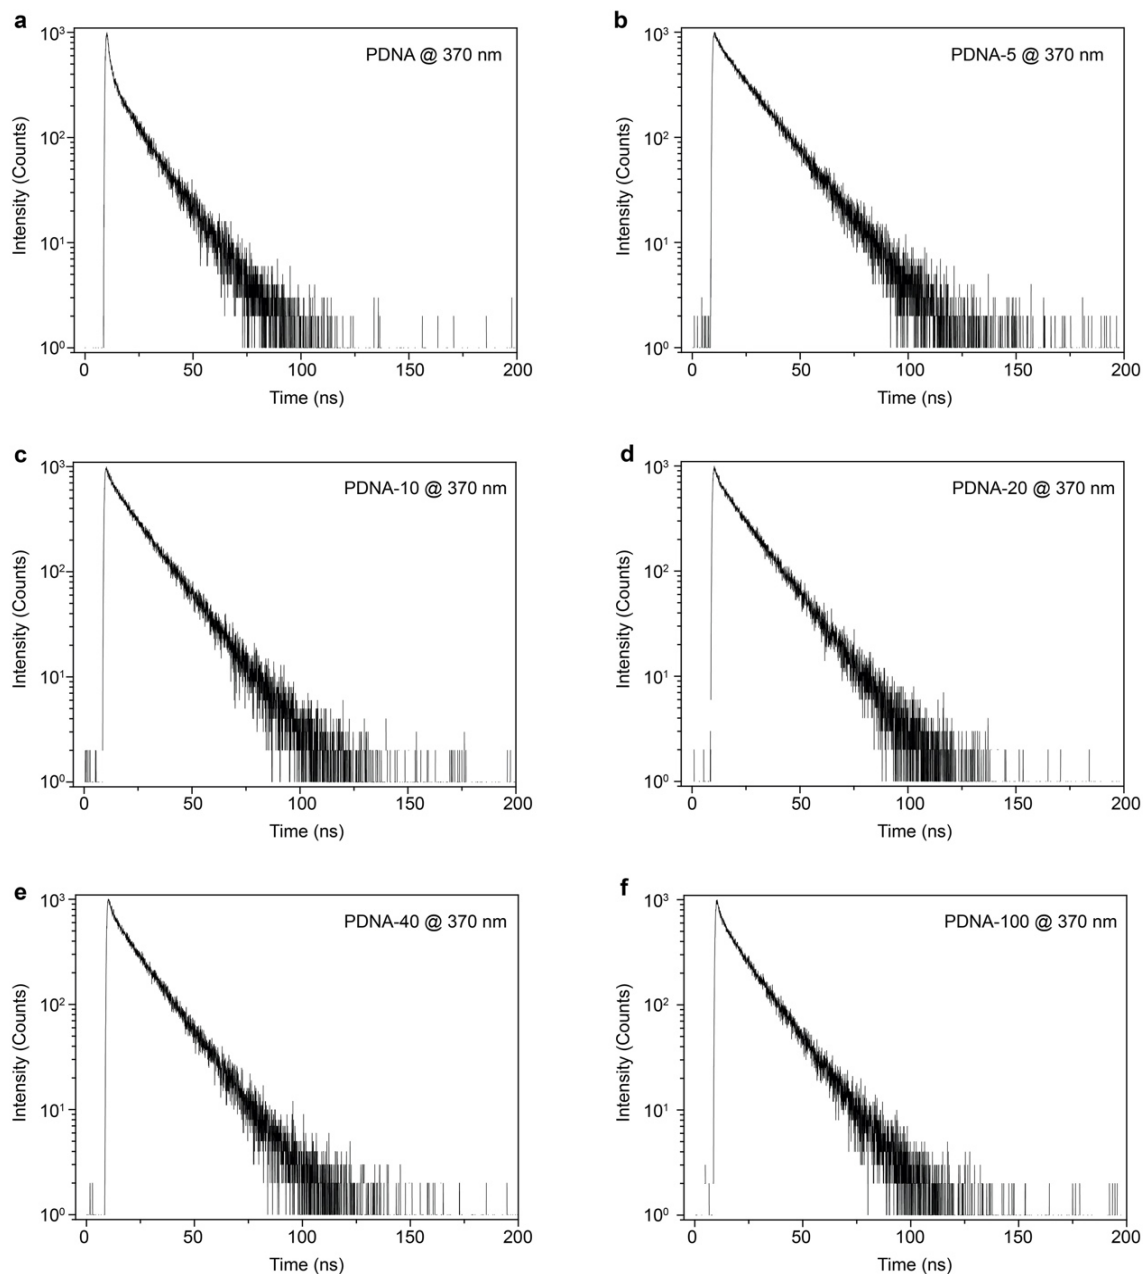 a
PDNA @ 370 nm
10³
10²
10¹
10⁰
Intensity (Counts)
0
50
100
150
200
Time (ns)
b
PDNA-5 @ 370 nm
10³
10²
10¹
10⁰
Intensity (Counts)
0
50
100
150
200
Time (ns)
c
PDNA-10 @ 370 nm
10³
10²
10¹
10⁰
Intensity (Counts)
0
50
100
150
200
Time (ns)
d
PDNA-20 @ 370 nm
10³
10²
10¹
10⁰
Intensity (Counts)
0
50
100
150
200
Time (ns)
e
PDNA-40 @ 370 nm
10³
10²
10¹
10⁰
Intensity (Counts)
0
50
100
150
200
Time (ns)
f
PDNA-100 @ 370 nm
10³
10²
10¹
10⁰
Intensity (Counts)
0
50
100
150
200
Time (ns)